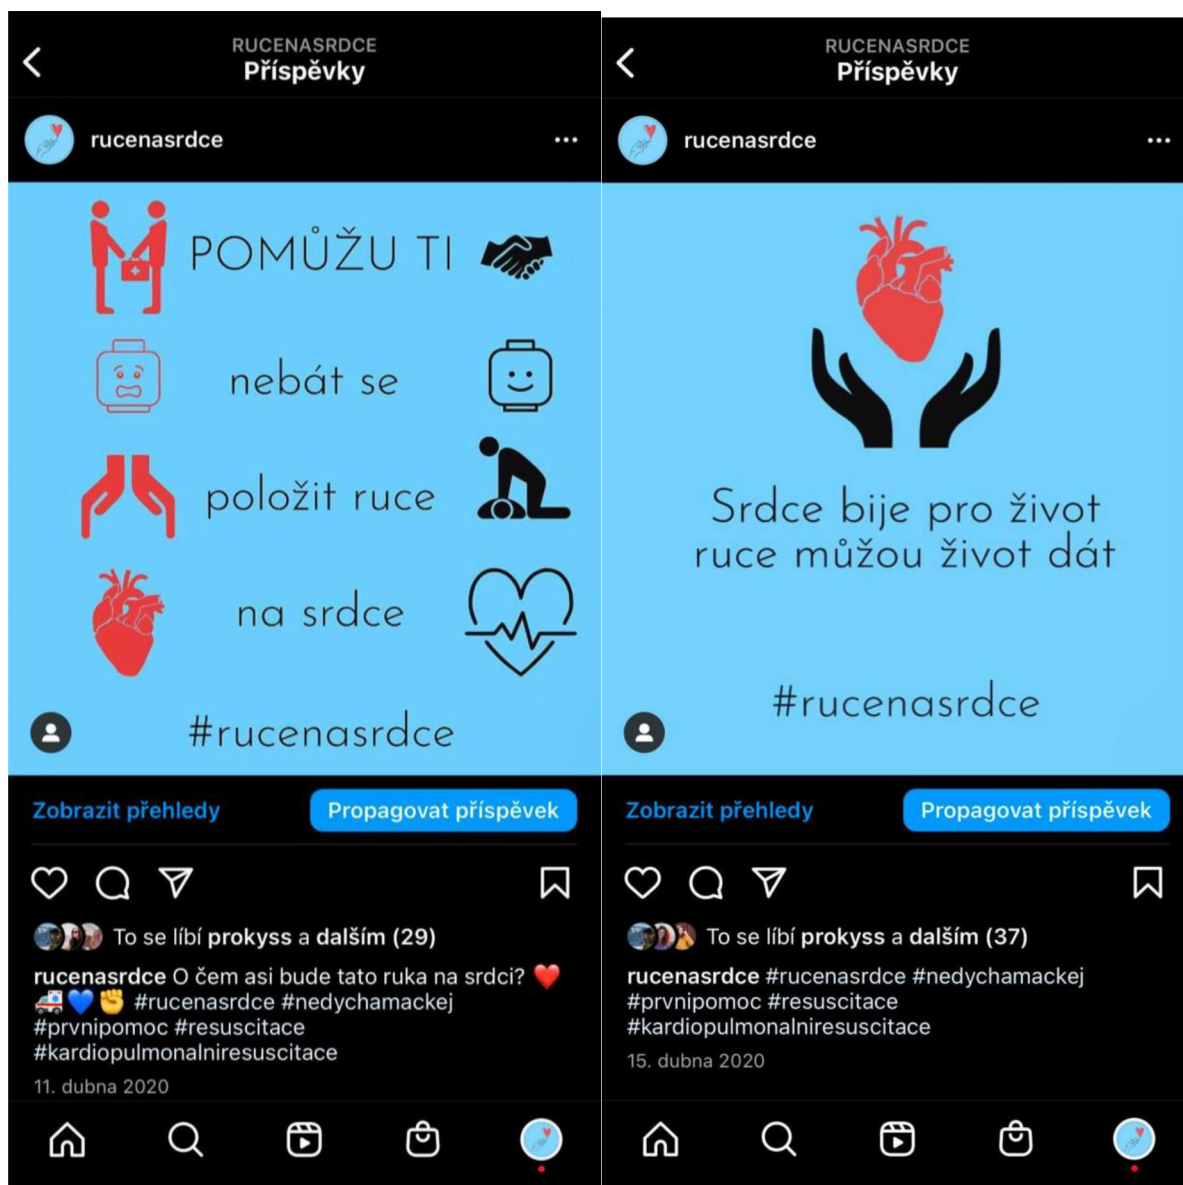 RUCENASRDCE
Příspěvky
rucenasrdce
POMŮŽU TI
nebát se
položit ruce
na srdce
#rucenasrdce
Zobrazit přehledy
Propagovat příspěvek
To se líbí prokyss a dalším (29)
rucenasrdce O čem asi bude tato ruka na srdci? ❤️
🚑💙✊ #rucenasrdce #nedychamackej
#prvnipomoc #resuscitace
#kardiopulmonalniresuscitace
11. dubna 2020
RUCENASRDCE
Příspěvky
rucenasrdce
Srdce bije pro život
ruce můžou život dát
#rucenasrdce
Zobrazit přehledy
Propagovat příspěvek
To se líbí prokyss a dalším (37)
rucenasrdce #rucenasrdce #nedychamackej
#prvnipomoc #resuscitace
#kardiopulmonalniresuscitace
15. dubna 2020